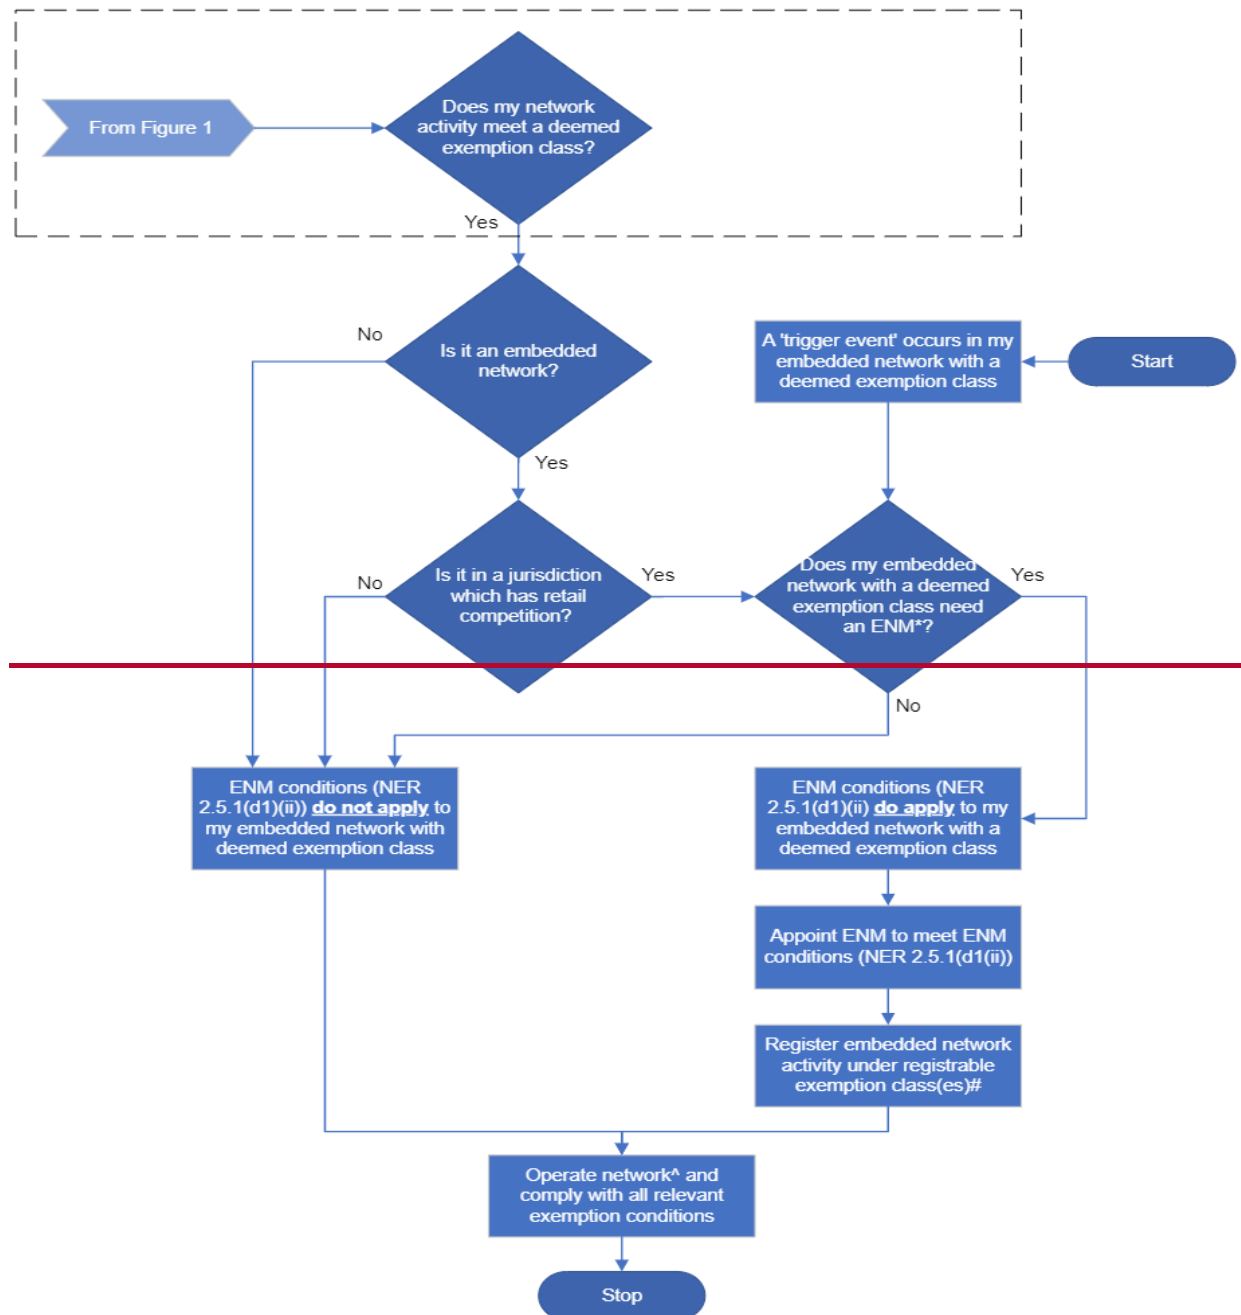 From Figure 1
Does my network
activity meet a deemed
exemption class?
Yes
Is it an embedded
network?
No
Yes
A 'trigger event' occurs in my
embedded network with a
deemed exemption class
Start
Is it in a jurisdiction
which has retail
competition?
No
Yes
Does my embedded
network with a deemed
exemption class need
an ENM*?
Yes
No
ENM conditions (NER
2.5.1(d1)(ii)) do not apply to
my embedded network with
deemed exemption class
ENM conditions (NER
2.5.1(d1)(ii) do apply to my
embedded network with a
deemed exemption class
Appoint ENM to meet ENM
conditions (NER 2.5.1(d1(ii))
Register embedded network
activity under registrable
exemption class(es)#
Operate network^ and
comply with all relevant
exemption conditions
Stop